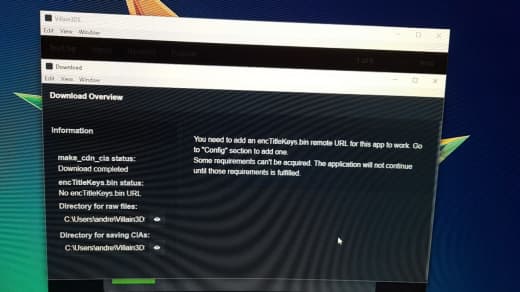 Villain3DS
Edit View Window
Download
Edit View Window
Download Overview
Information
make_cdn_cia status:
Download completed
encTitleKeys.bin status:
No encTitleKeys.bin URL
Directory for raw files:
C:\Users\andre\Villain3D
Directory for saving CIAs:
C:\Users\andre\Villain3D
You need to add an encTitleKeys.bin remote URL for this app to work. Go
to "Config" section to add one.
Some requirements can't be acquired. The application will not continue
until those requirements is fulfilled.